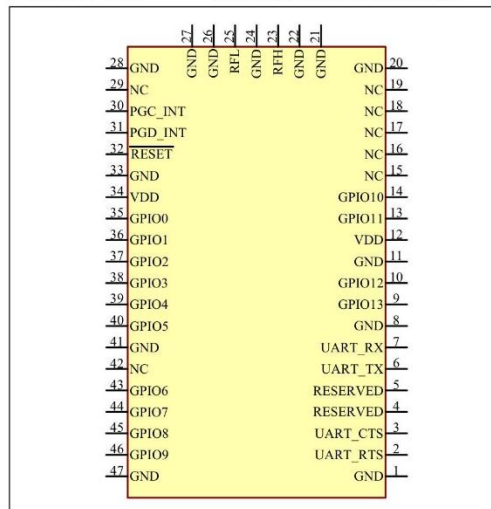 27 26 25 24 23 22 21
GND GND RFL GND RFH GND GND
28 GND GND 20
29 NC NC 19
30 PGC_INT NC 18
31 PGD_INT NC 17
32 RESET NC 16
33 GND NC 15
34 VDD GPIO10 14
35 GPIO0 GPIO11 13
36 GPIO1 VDD 12
37 GPIO2 GND 11
38 GPIO3 GPIO12 10
39 GPIO4 GPIO13 9
40 GPIO5 GND 8
41 GND UART_RX 7
42 NC UART_TX 6
43 GPIO6 RESERVED 5
44 GPIO7 RESERVED 4
45 GPIO8 UART_CTS 3
46 GPIO9 UART_RTS 2
47 GND GND 1